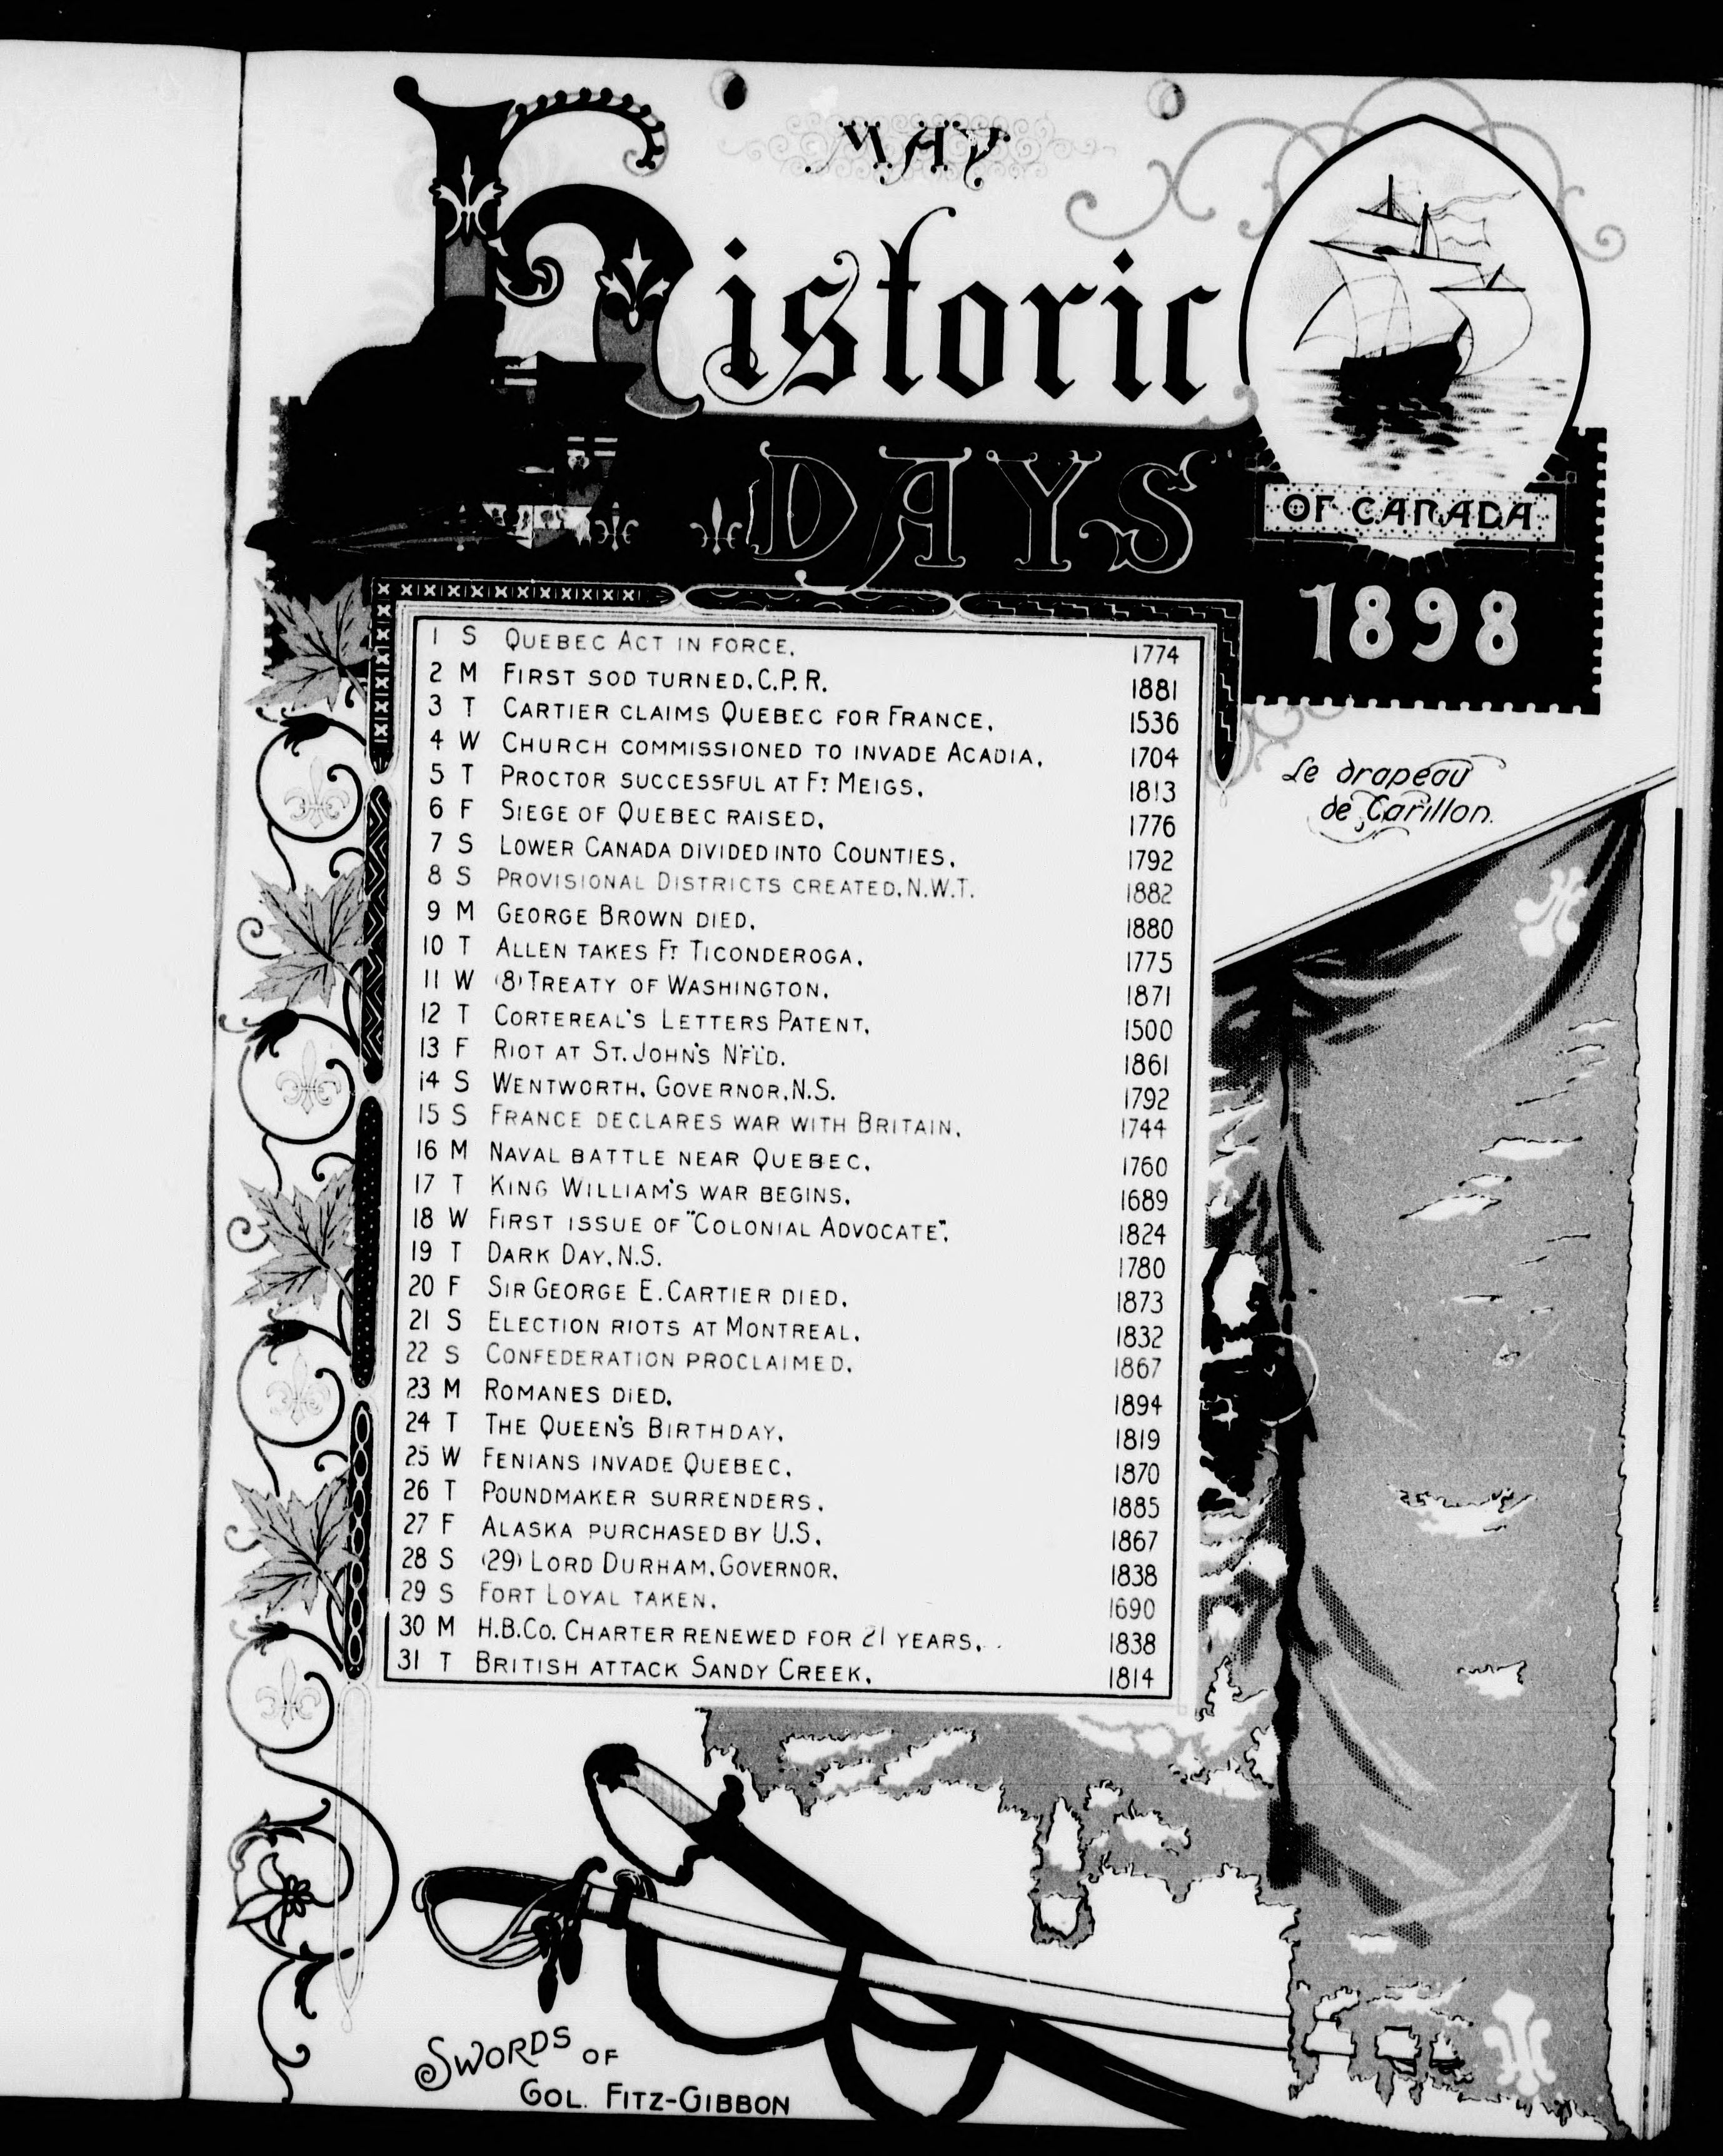 MAY
Historic
DAYS
OF CANADA
1898
1 S QUEBEC ACT IN FORCE. 1774
2 M FIRST SOD TURNED. C.P.R. 1881
3 T CARTIER CLAIMS QUEBEC FOR FRANCE. 1536
4 W CHURCH COMMISSIONED TO INVADE ACADIA. 1704
5 T PROCTOR SUCCESSFUL AT FT MEIGS. 1813
6 F SIEGE OF QUEBEC RAISED. 1776
7 S LOWER CANADA DIVIDED INTO COUNTIES. 1792
8 S PROVISIONAL DISTRICTS CREATED, N.W.T. 1882
9 M GEORGE BROWN DIED. 1880
10 T ALLEN TAKES FT TICONDEROGA. 1775
11 W (8) TREATY OF WASHINGTON. 1871
12 T CORTEREAL'S LETTERS PATENT. 1500
13 F RIOT AT ST. JOHN'S N'F'L'D. 1861
14 S WENTWORTH, GOVERNOR, N.S. 1792
15 S FRANCE DECLARES WAR WITH BRITAIN. 1744
16 M NAVAL BATTLE NEAR QUEBEC. 1760
17 T KING WILLIAM'S WAR BEGINS. 1689
18 W FIRST ISSUE OF "COLONIAL ADVOCATE". 1824
19 T DARK DAY, N.S. 1780
20 F SIR GEORGE E. CARTIER DIED. 1873
21 S ELECTION RIOTS AT MONTREAL. 1832
22 S CONFEDERATION PROCLAIMED. 1867
23 M ROMANES DIED. 1894
24 T THE QUEEN'S BIRTHDAY. 1819
25 W FENIANS INVADE QUEBEC. 1870
26 T POUNDMAKER SURRENDERS. 1885
27 F ALASKA PURCHASED BY U.S. 1867
28 S (29) LORD DURHAM, GOVERNOR. 1838
29 S FORT LOYAL TAKEN. 1690
30 M H.B.CO. CHARTER RENEWED FOR 21 YEARS. 1838
31 T BRITISH ATTACK SANDY CREEK. 1814
Le drapeau
de Carillon.
SWORDS OF
COL. FITZ-GIBBON